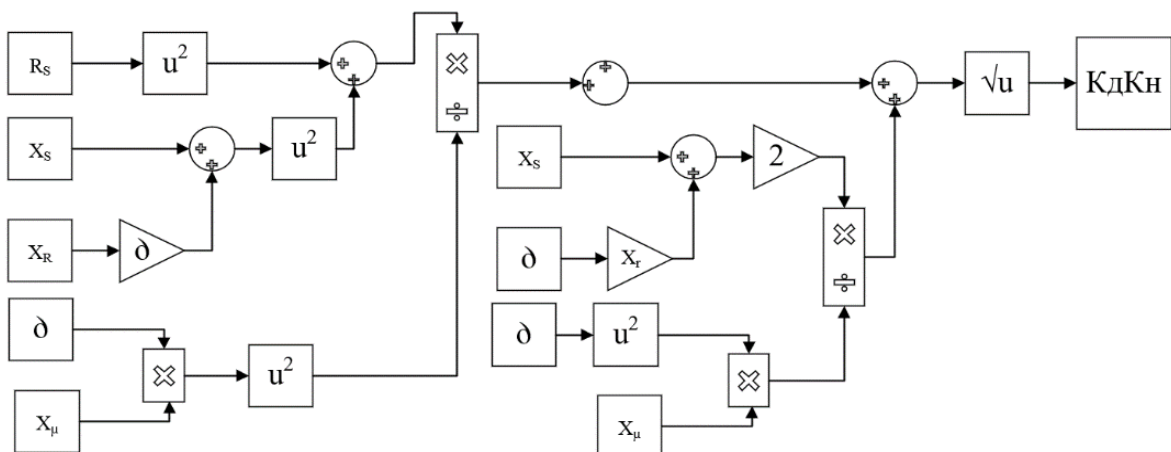 R_S
u²
+
+
×
÷
X_S
+
+
u²
X_R
∂
∂
×
X_μ
u²
+
+
X_S
+
+
2
∂
X_r
∂
u²
×
X_μ
×
÷
+
+
√u
КдКн